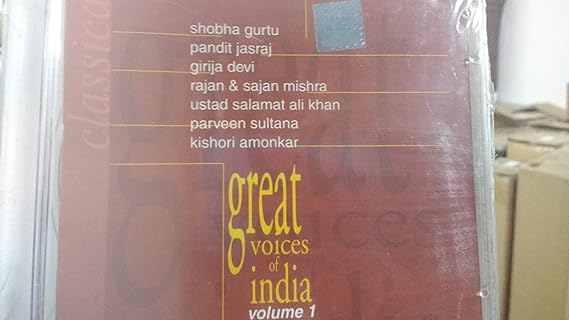 classical
shobha gurtu
pandit jasraj
girija devi
rajan & sajan mishra
ustad salamat ali khan
parveen sultana
kishori amonkar
great
voices
of
india
volume 1